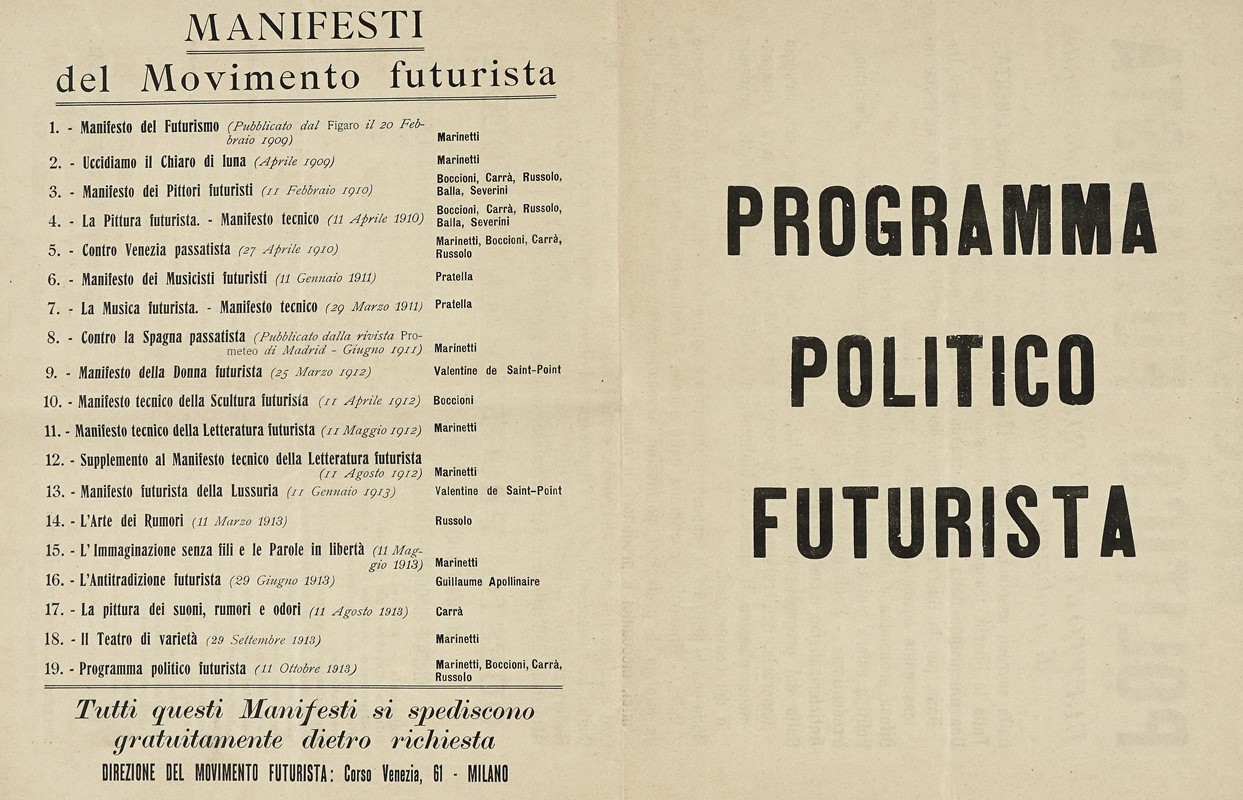 MANIFESTI
del Movimento futurista
1. - Manifesto del Futurismo (Pubblicato dal Figaro il 20 Feb-
braio 1909) Marinetti
2. - Uccidiamo il Chiaro di luna (Aprile 1909) Marinetti
3. - Manifesto dei Pittori futuristi (11 Febbraio 1910) Boccioni, Carrà, Russolo,
Balla, Severini
4. - La Pittura futurista. - Manifesto tecnico (11 Aprile 1910) Boccioni, Carrà, Russolo,
Balla, Severini
5. - Contro Venezia passatista (27 Aprile 1910) Marinetti, Boccioni, Carrà,
Russolo
6. - Manifesto dei Musicisti futuristi (11 Gennaio 1911) Pratella
7. - La Musica futurista. - Manifesto tecnico (29 Marzo 1911) Pratella
8. - Contro la Spagna passatista (Pubblicato dalla rivista Pro-
meteo di Madrid - Giugno 1911) Marinetti
9. - Manifesto della Donna futurista (25 Marzo 1912) Valentine de Saint-Point
10. - Manifesto tecnico della Scultura futurista (11 Aprile 1912) Boccioni
11. - Manifesto tecnico della Letteratura futurista (11 Maggio 1912) Marinetti
12. - Supplemento al Manifesto tecnico della Letteratura futurista
(11 Agosto 1912) Marinetti
13. - Manifesto futurista della Lussuria (11 Gennaio 1913) Valentine de Saint-Point
14. - L'Arte dei Rumori (11 Marzo 1913) Russolo
15. - L'Immaginazione senza fili e le Parole in libertà (11 Mag-
gio 1913) Marinetti
16. - L'Antitradizione futurista (29 Giugno 1913) Guillaume Apollinaire
17. - La pittura dei suoni, rumori e odori (11 Agosto 1913) Carrà
18. - Il Teatro di varietà (29 Settembre 1913) Marinetti
19. - Programma politico futurista (11 Ottobre 1913) Marinetti, Boccioni, Carrà,
Russolo
Tutti questi Manifesti si spediscono
gratuitamente dietro richiesta
DIREZIONE DEL MOVIMENTO FUTURISTA: Corso Venezia, 61 - MILANO
PROGRAMMA
POLITICO
FUTURISTA